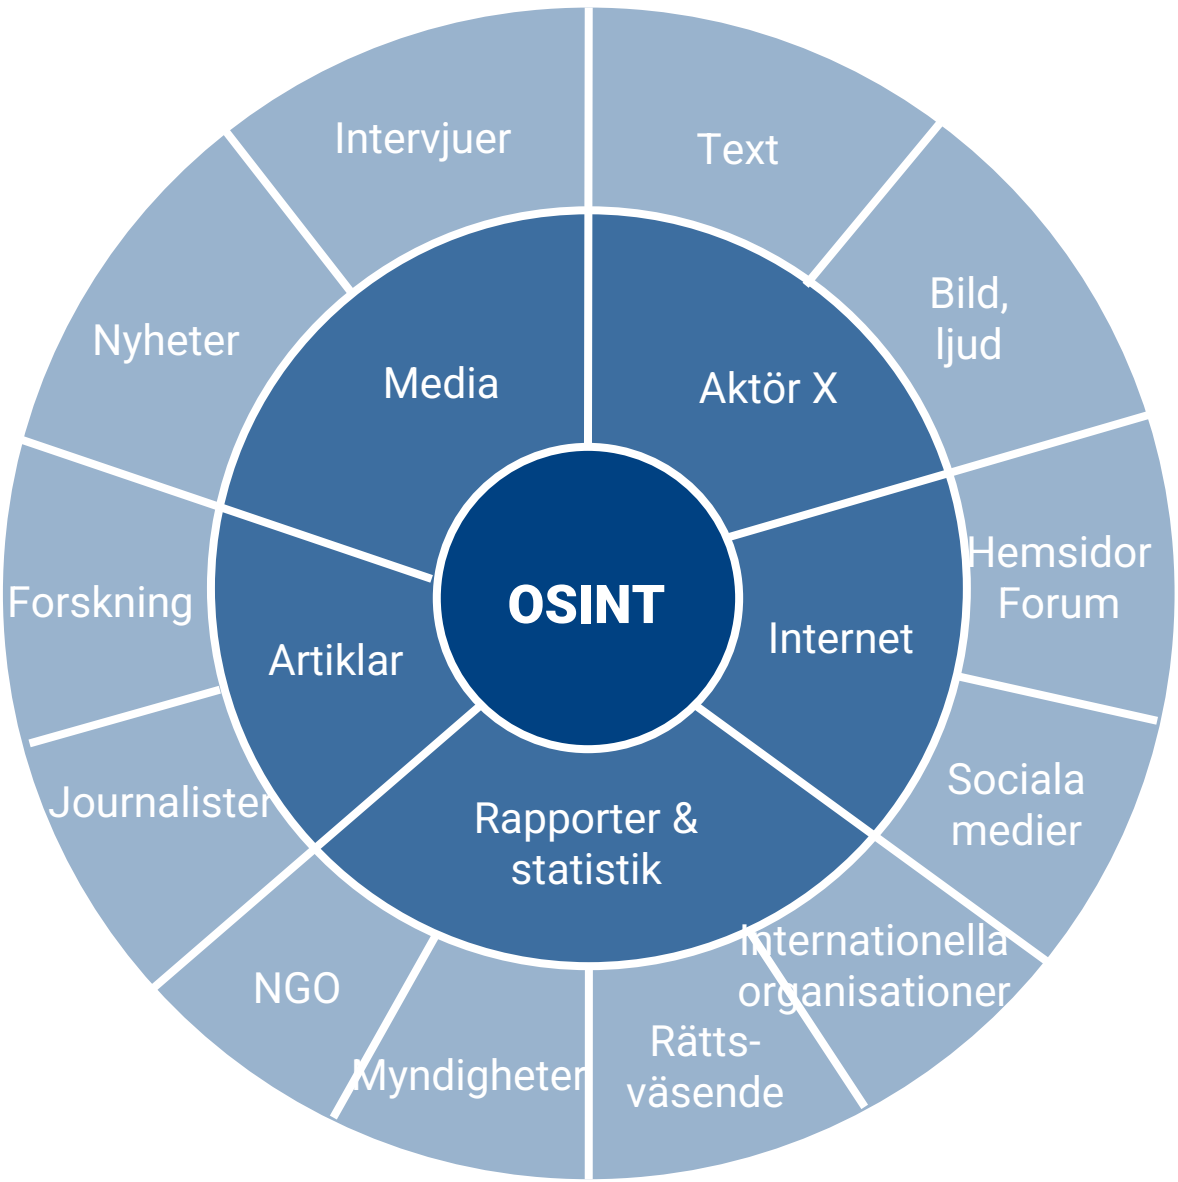 Intervjuer
Text
Nyheter
Bild,
ljud
Media
Aktör X
Forskning
Hemsidor
Forum
OSINT
Artiklar
Internet
Journalister
Sociala
medier
Rapporter &
statistik
NGO
Internationella
organisationer
Myndigheter
Rätts-
väsende